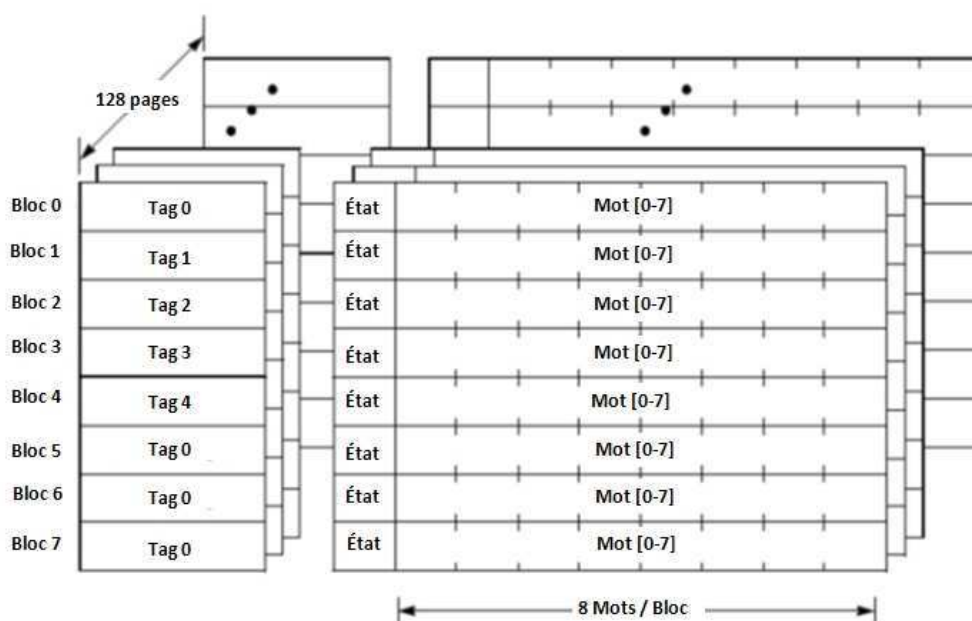 128 pages
Bloc 0 Tag 0 État Mot [0-7]
Bloc 1 Tag 1 État Mot [0-7]
Bloc 2 Tag 2 État Mot [0-7]
Bloc 3 Tag 3 État Mot [0-7]
Bloc 4 Tag 4 État Mot [0-7]
Bloc 5 Tag 0 État Mot [0-7]
Bloc 6 Tag 0 État Mot [0-7]
Bloc 7 Tag 0 État Mot [0-7]
8 Mots / Bloc